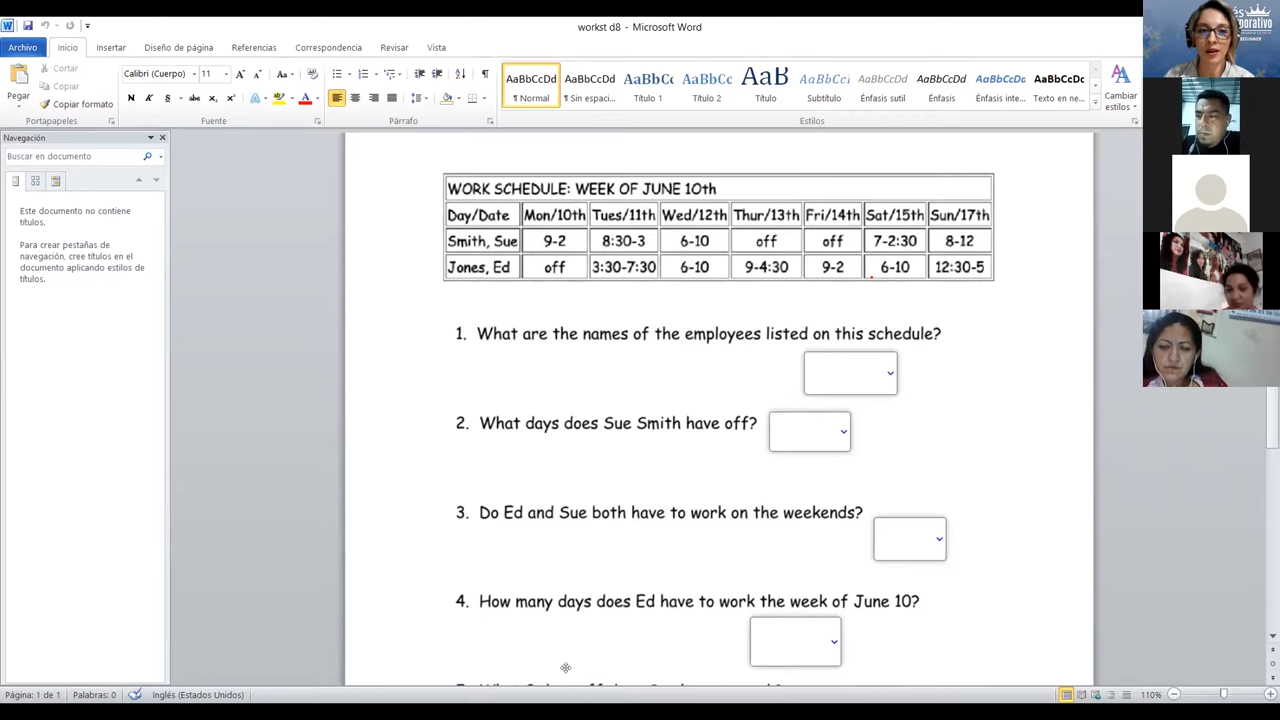 workst d8 - Microsoft Word
Archivo Inicio Insertar Diseño de página Referencias Correspondencia Revisar Vista
Pegar
Cortar
Copiar
Copiar formato
Portapapeles
Calibri (Cuerpo) 11
Fuente
Párrafo
AaBbCcDd AaBbCcDd AaBbCc AaBbCc AaB AaBbCcI AaBbCcDd AaBbCcDd AaBbCcDd AaBbCcDd
¶ Normal ¶ Sin espaci... Título 1 Título 2 Título Subtítulo Énfasis sutil Énfasis Énfasis inte... Texto en ne...
Estilos
Cambiar estilos
BEGINNER
Navegación
Buscar en documento
Este documento no contiene
títulos.
Para crear pestañas de
navegación, cree títulos en el
documento aplicando estilos de
títulos.
WORK SCHEDULE: WEEK OF JUNE 10th
Day/Date Mon/10th Tues/11th Wed/12th Thur/13th Fri/14th Sat/15th Sun/17th
Smith, Sue 9-2 8:30-3 6-10 off off 7-2:30 8-12
Jones, Ed off 3:30-7:30 6-10 9-4:30 9-2 6-10 12:30-5
1. What are the names of the employees listed on this schedule?
2. What days does Sue Smith have off?
3. Do Ed and Sue both have to work on the weekends?
4. How many days does Ed have to work the week of June 10?
Página: 1 de 1 Palabras: 0 Inglés (Estados Unidos) 110%